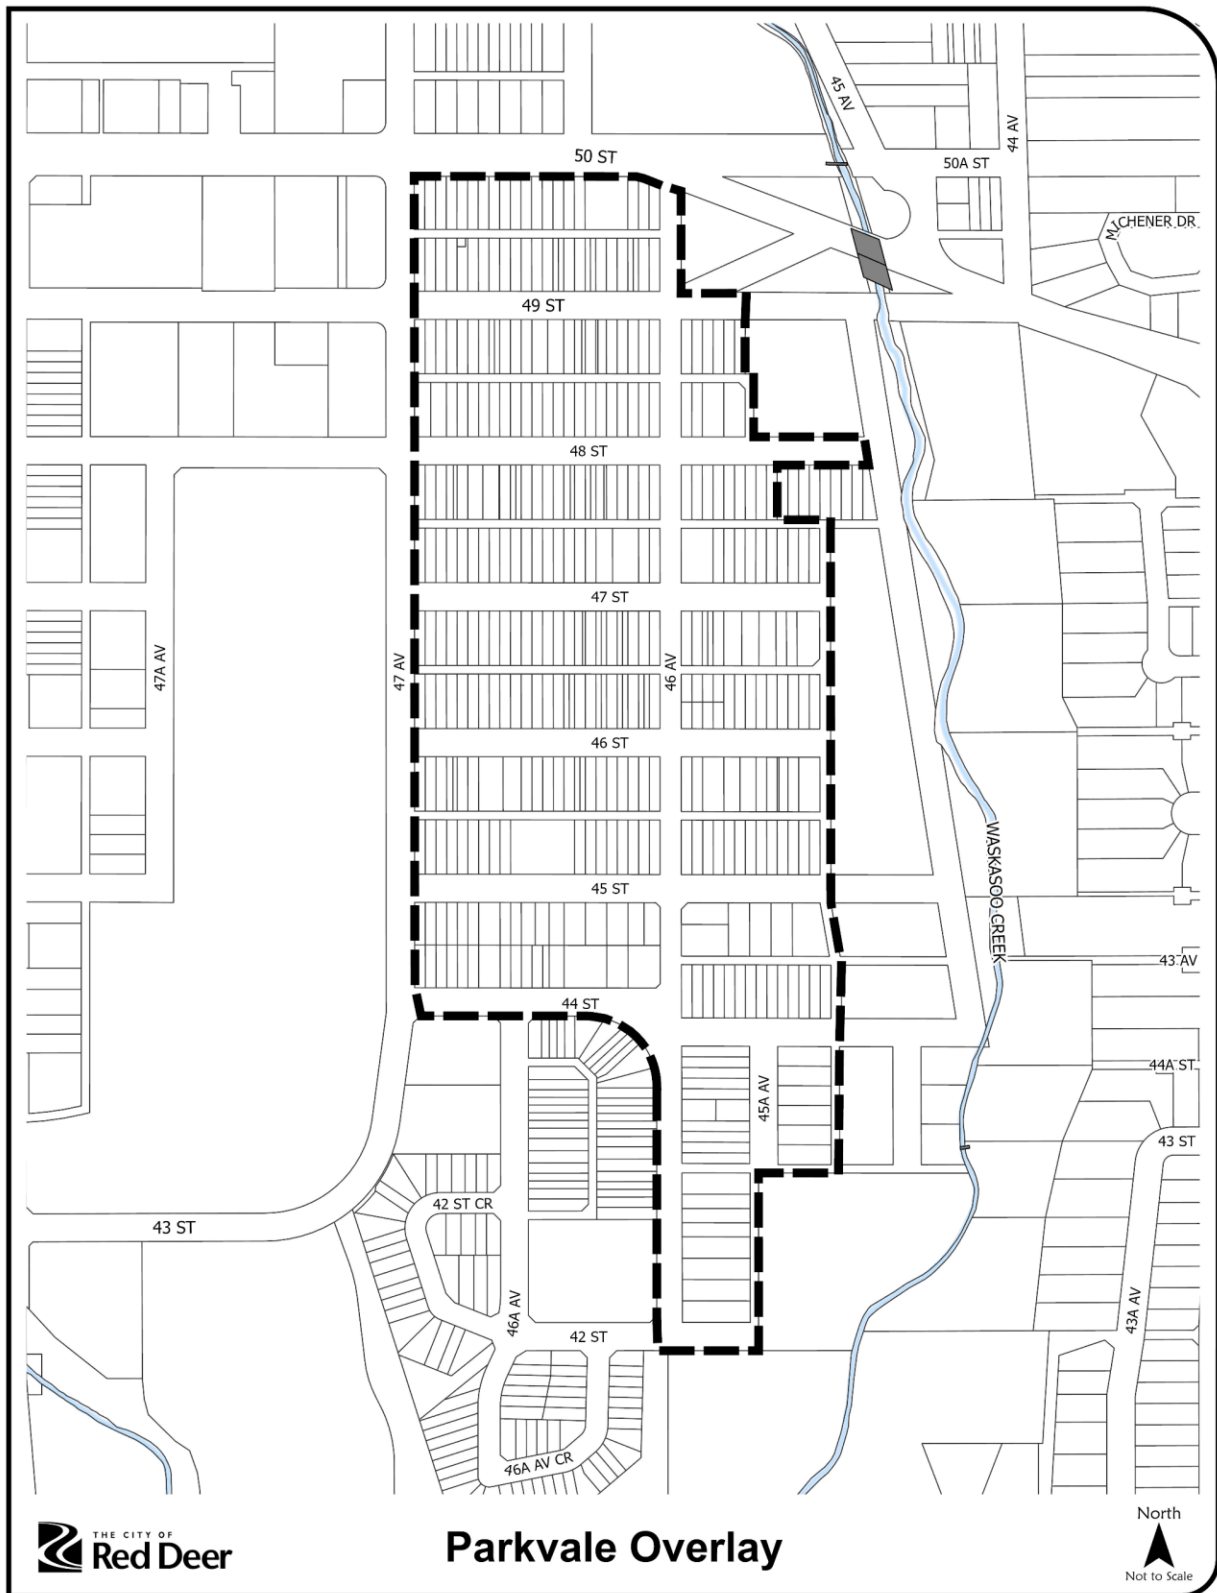 45 AV
44 AV
50 ST
50A ST
MICHENER DR
49 ST
48 ST
47 ST
47A AV
47 AV
46 AV
46 ST
45 ST
WASKASOO CREEK
43 AV
44 ST
44A ST
45A AV
43 ST
42 ST CR
43 ST
46A AV
43A AV
42 ST
46A AV CR
THE CITY OF
Red Deer
Parkvale Overlay
North
Not to Scale